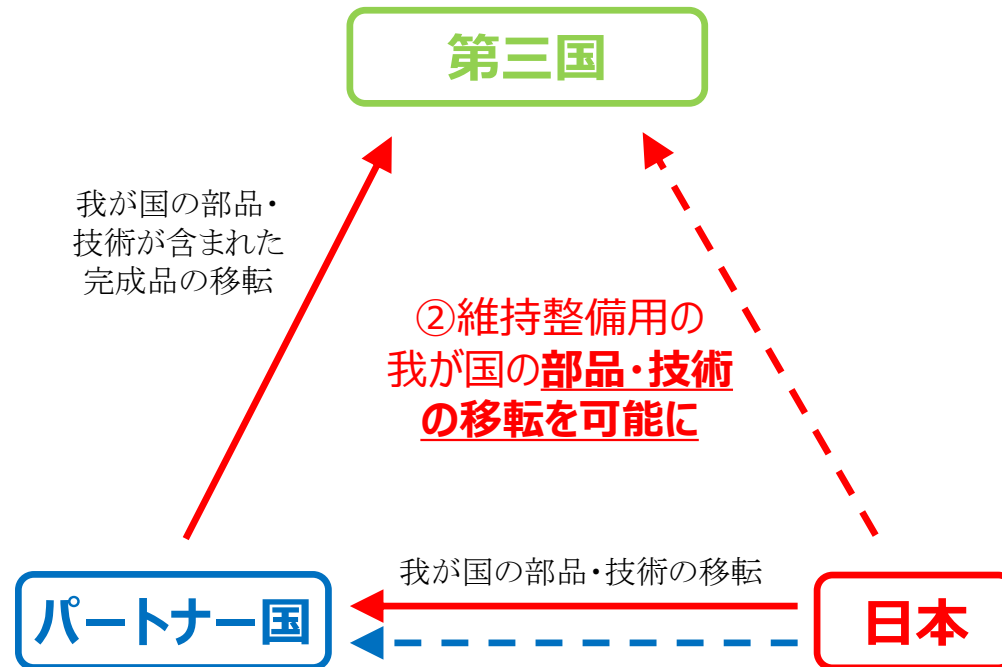 第三国
我が国の部品・
技術が含まれた
完成品の移転
②維持整備用の
我が国の部品・技術
の移転を可能に
我が国の部品・技術の移転
パートナー国
日本